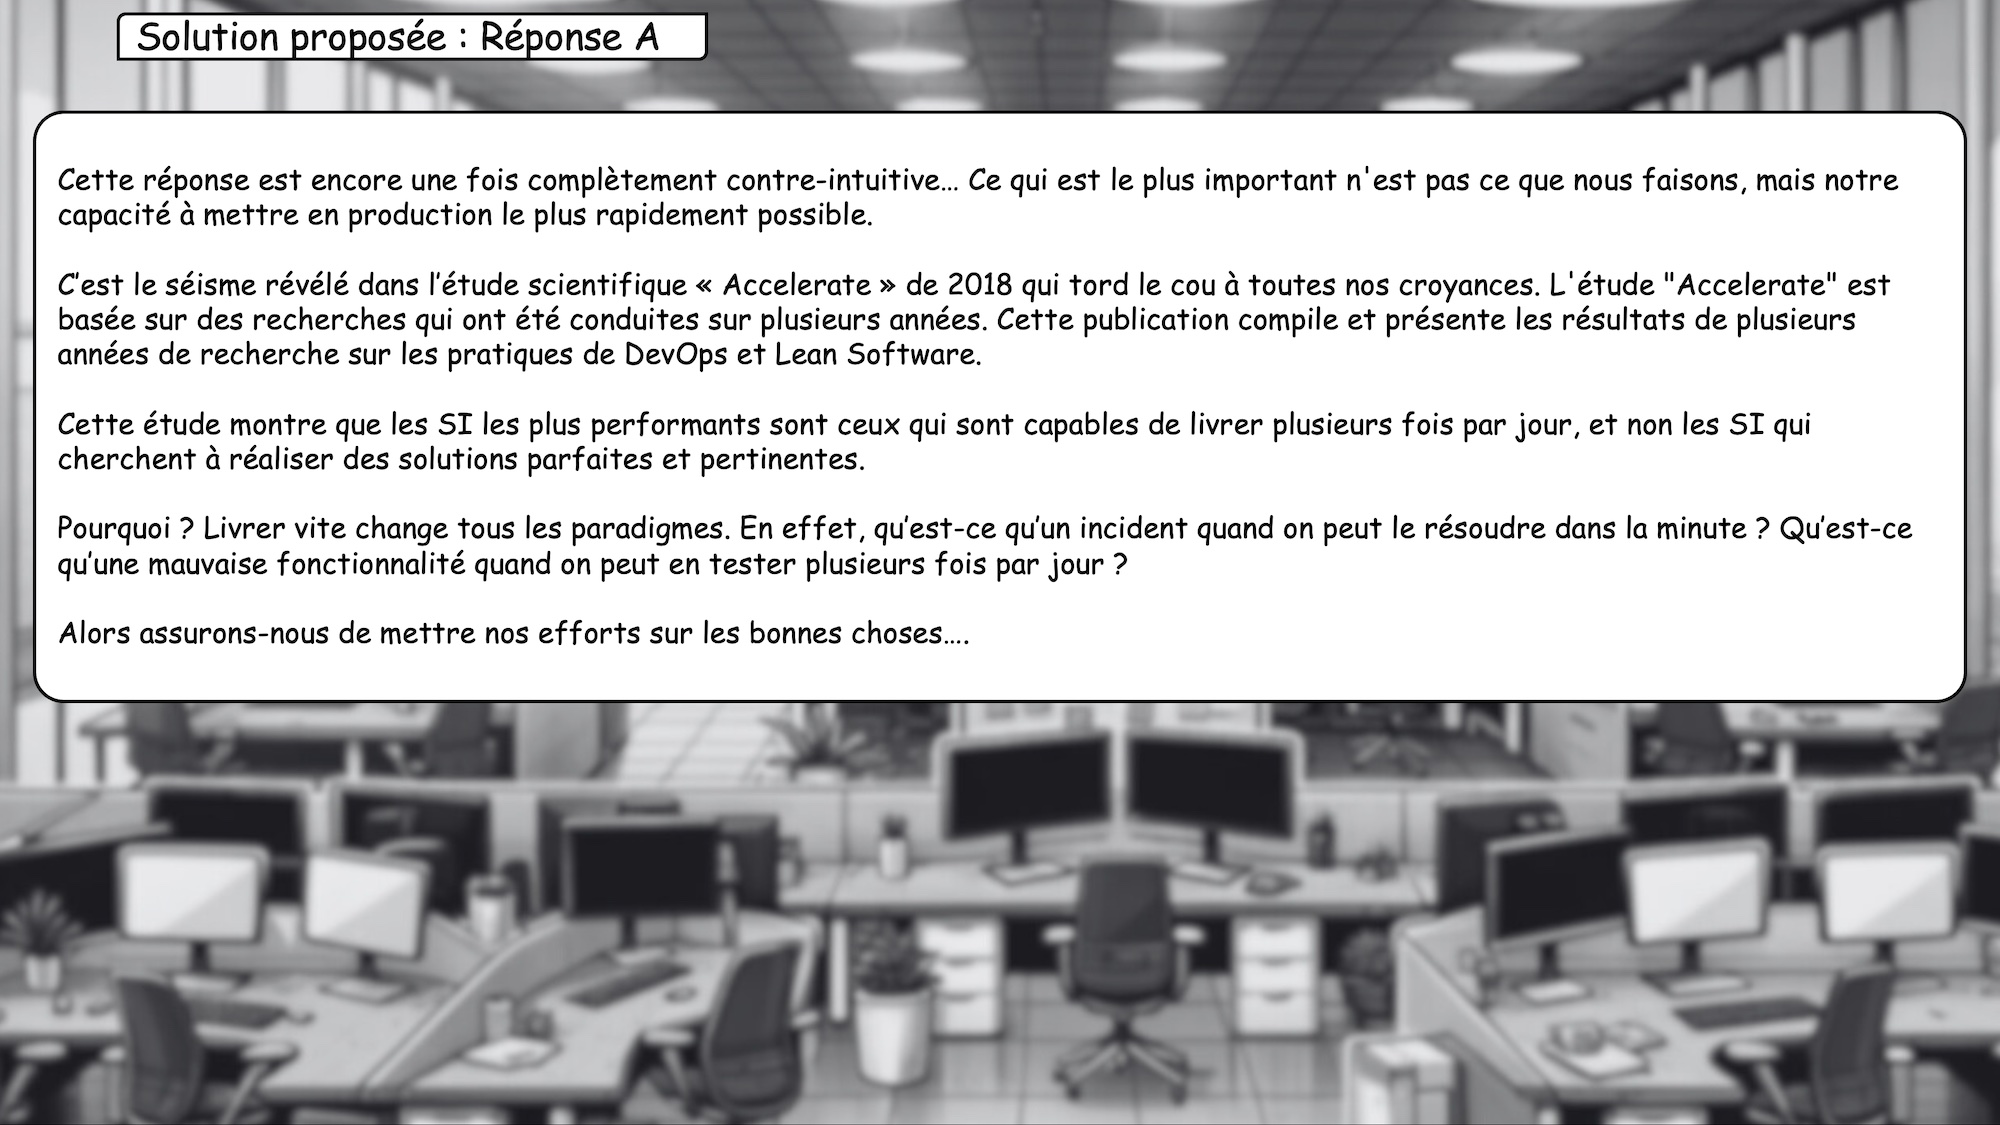 Solution proposée : Réponse A
Cette réponse est encore une fois complètement contre-intuitive... Ce qui est le plus important n'est pas ce que nous faisons, mais notre
capacité à mettre en production le plus rapidement possible.
C’est le séisme révélé dans l’étude scientifique « Accelerate » de 2018 qui tord le cou à toutes nos croyances. L'étude "Accelerate" est
basée sur des recherches qui ont été conduites sur plusieurs années. Cette publication compile et présente les résultats de plusieurs
années de recherche sur les pratiques de DevOps et Lean Software.
Cette étude montre que les SI les plus performants sont ceux qui sont capables de livrer plusieurs fois par jour, et non les SI qui
cherchent à réaliser des solutions parfaites et pertinentes.
Pourquoi ? Livrer vite change tous les paradigmes. En effet, qu’est-ce qu’un incident quand on peut le résoudre dans la minute ? Qu’est-ce
qu’une mauvaise fonctionnalité quand on peut en tester plusieurs fois par jour ?
Alors assurons-nous de mettre nos efforts sur les bonnes choses....